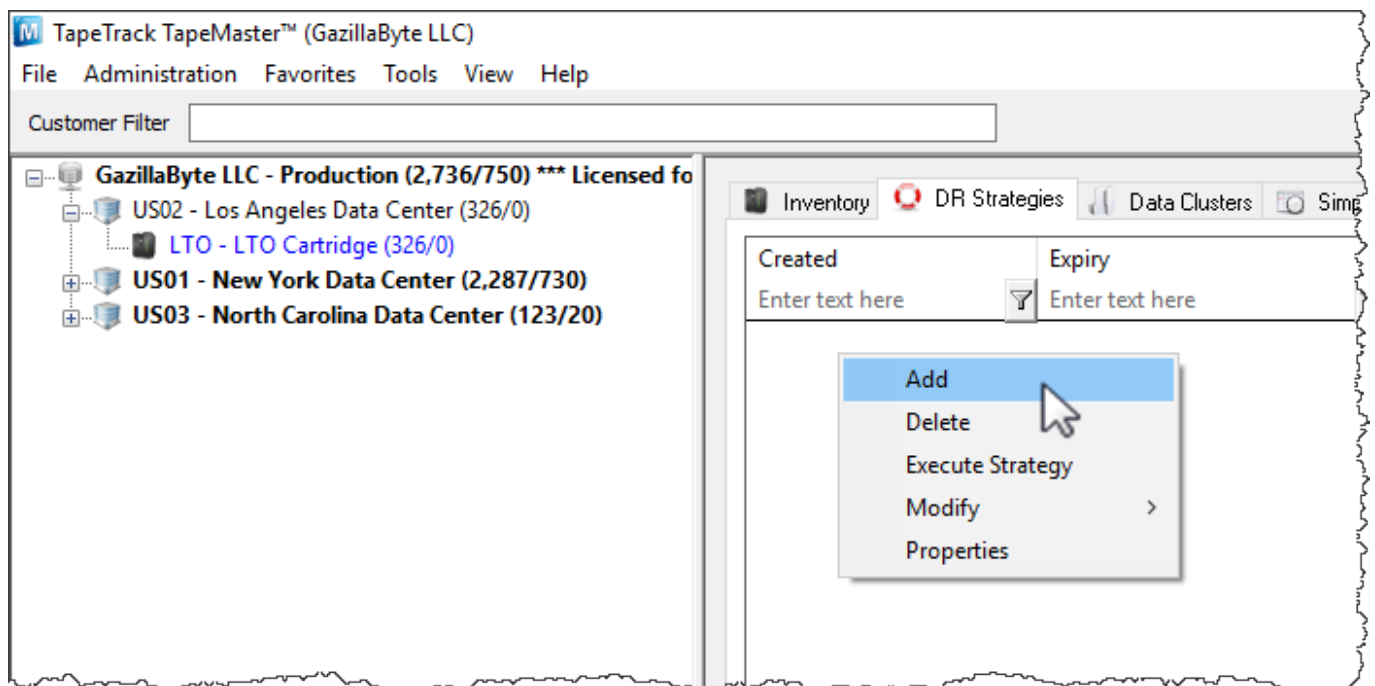 TapeTrack TapeMaster™ (GazillaByte LLC)
File Administration Favorites Tools View Help
Customer Filter
GazillaByte LLC - Production (2,736/750) *** Licensed fo
US02 - Los Angeles Data Center (326/0)
LTO - LTO Cartridge (326/0)
US01 - New York Data Center (2,287/730)
US03 - North Carolina Data Center (123/20)
Inventory DR Strategies Data Clusters Simp
Created Expiry
Enter text here Enter text here
Add
Delete
Execute Strategy
Modify >
Properties